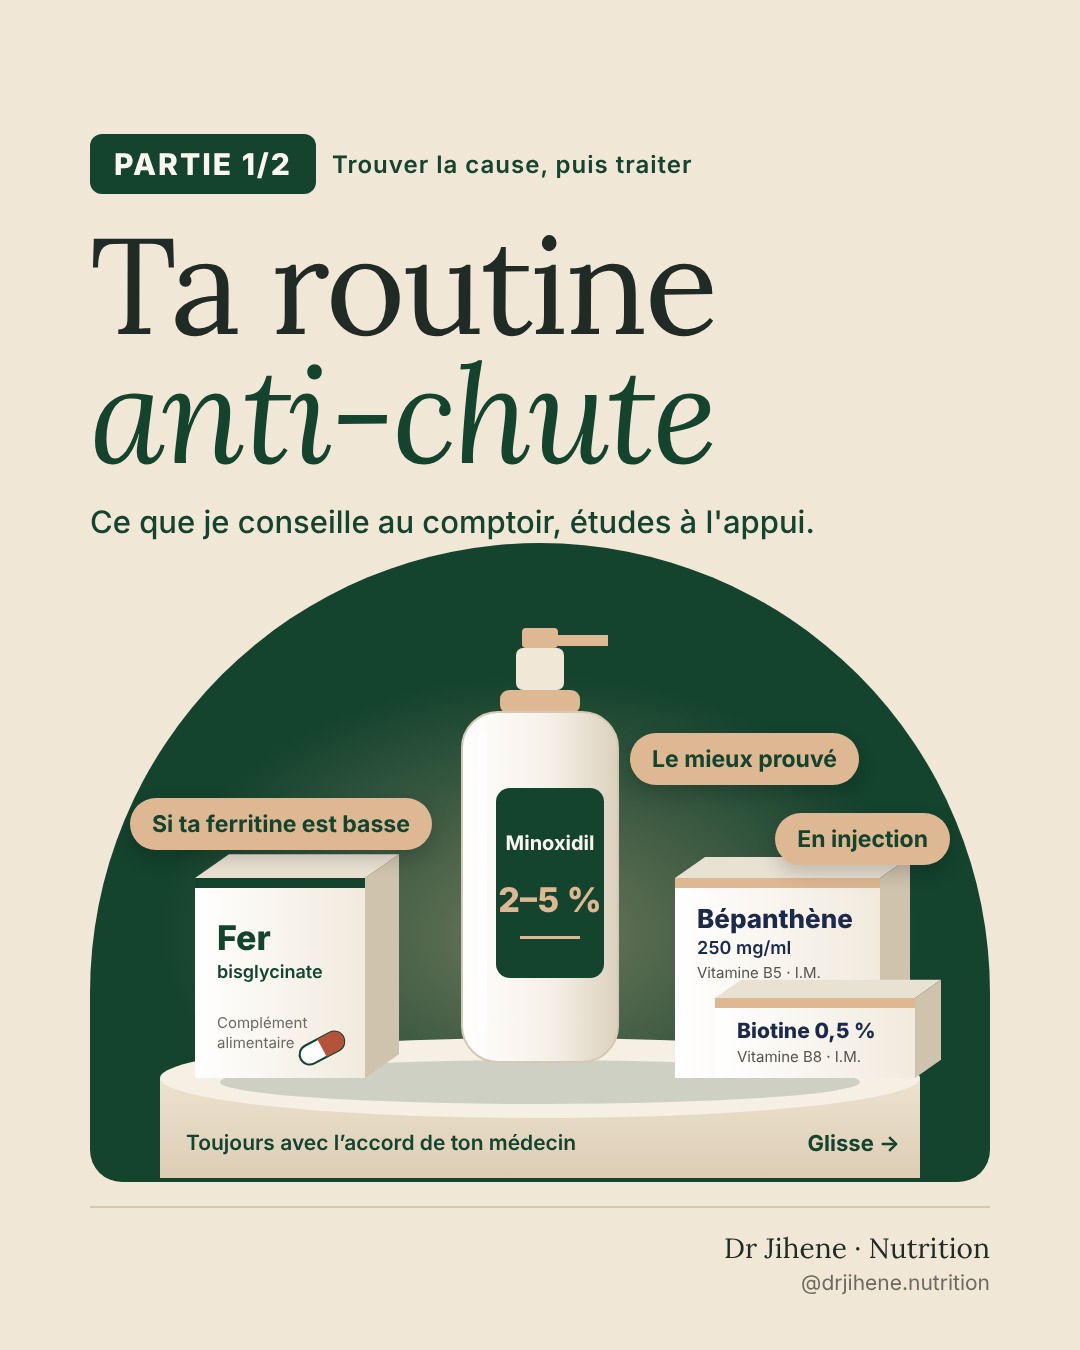 PARTIE 1/2
Trouver la cause, puis traiter
Ta routine
anti-chute
Ce que je conseille au comptoir, études à l'appui.
Le mieux prouvé
Si ta ferritine est basse
En injection
Minoxidil
2–5 %
Fer
bisglycinate
Complément
alimentaire
Bépanthène
250 mg/ml
Vitamine B5 · I.M.
Biotine 0,5 %
Vitamine B8 · I.M.
Toujours avec l’accord de ton médecin
Glisse →
Dr Jihene · Nutrition
@drjihene.nutrition